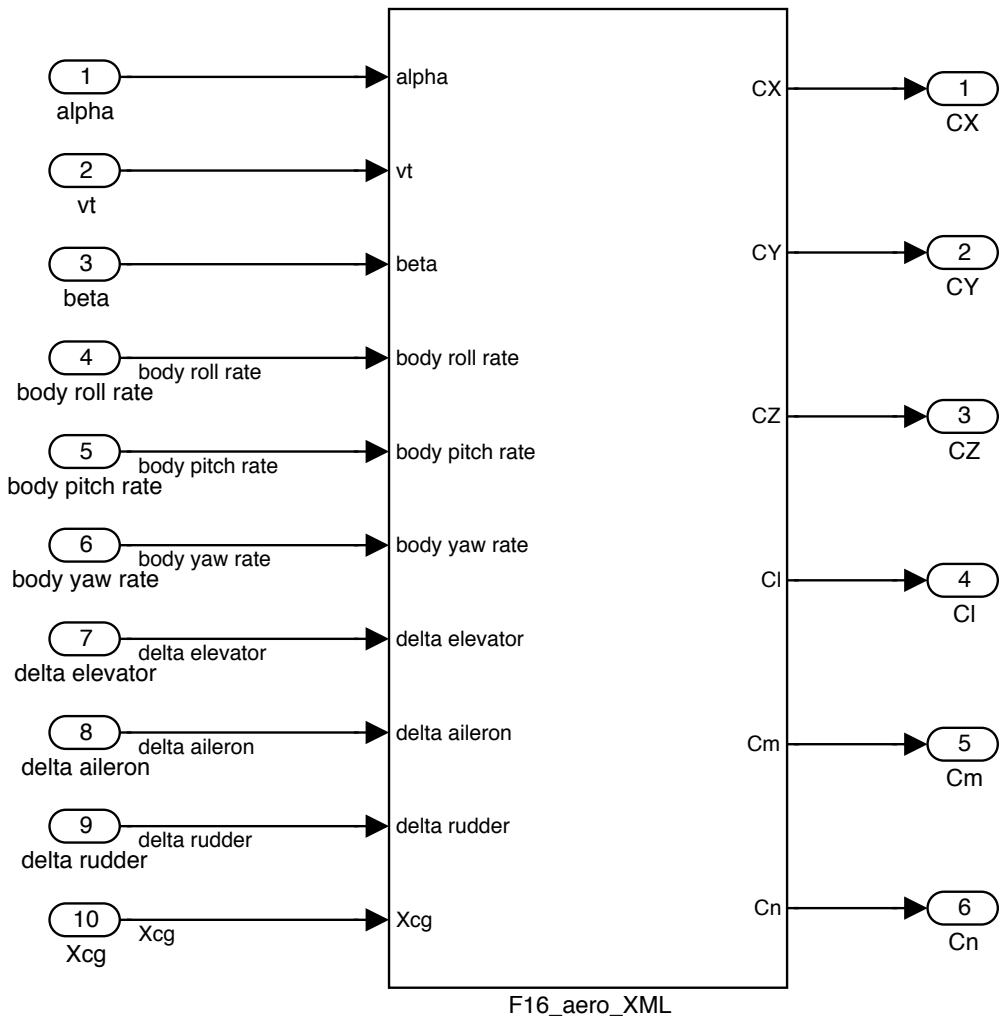 1
alpha
alpha
CX
1
CX
2
vt
vt
3
beta
beta
CY
2
CY
4
body roll rate
body roll rate
body roll rate
CZ
3
CZ
5
body pitch rate
body pitch rate
body pitch rate
6
body yaw rate
body yaw rate
body yaw rate
Cl
4
Cl
7
delta elevator
delta elevator
delta elevator
8
delta aileron
delta aileron
delta aileron
Cm
5
Cm
9
delta rudder
delta rudder
delta rudder
10
Xcg
Xcg
Xcg
Cn
6
Cn
F16_aero_XML